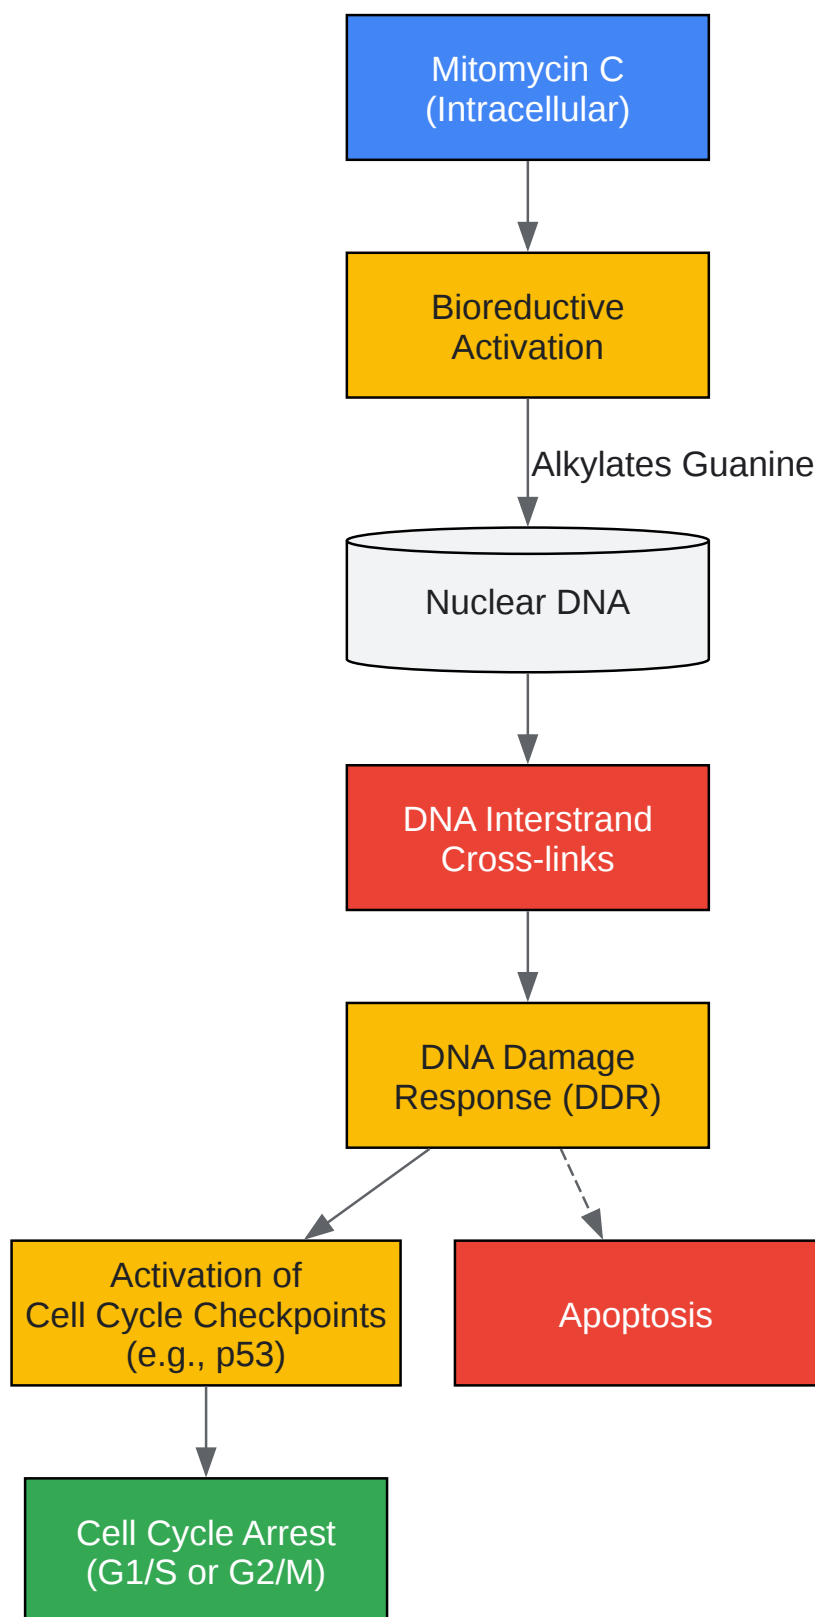 Mitomycin C
(Intracellular)
Bioreductive
Activation
Alkylates Guanine
Nuclear DNA
DNA Interstrand
Cross-links
DNA Damage
Response (DDR)
Activation of
Cell Cycle Checkpoints
(e.g., p53)
Apoptosis
Cell Cycle Arrest
(G1/S or G2/M)